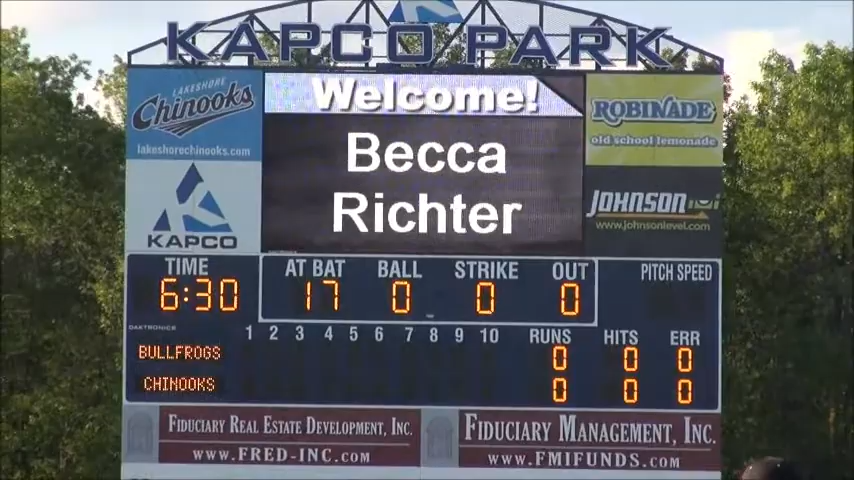 KAPCO PARK
LAKESHORE
Chinooks
lakeshorechinooks.com
KAPCO
Welcome!
Becca
Richter
ROBINADE
old school lemonade
JOHNSON
www.johnsonlevel.com
TIME AT BAT BALL STRIKE OUT PITCH SPEED
6:30 17 0 0 0
DAKTRONICS
1 2 3 4 5 6 7 8 9 10 RUNS HITS ERR
BULLFROGS 0 0 0
CHINOOKS 0 0 0
FIDUCIARY REAL ESTATE DEVELOPMENT, INC.
WWW.FRED-INC.COM
FIDUCIARY MANAGEMENT, INC.
WWW.FMIFUNDS.COM